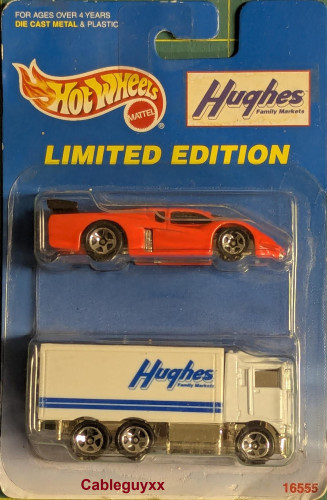 FOR AGES OVER 4 YEARS
DIE CAST METAL & PLASTIC
Hot Wheels
MATTEL
Hughes
Family Markets
LIMITED EDITION
Hughes
Family Markets
16555
Cableguyxx